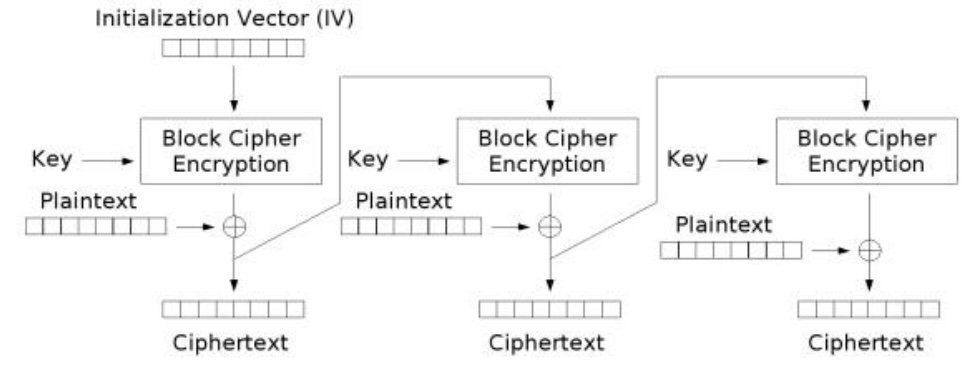 Initialization Vector (IV)
Block Cipher
Encryption
Key
Plaintext
Ciphertext
Block Cipher
Encryption
Key
Plaintext
Ciphertext
Block Cipher
Encryption
Key
Plaintext
Ciphertext